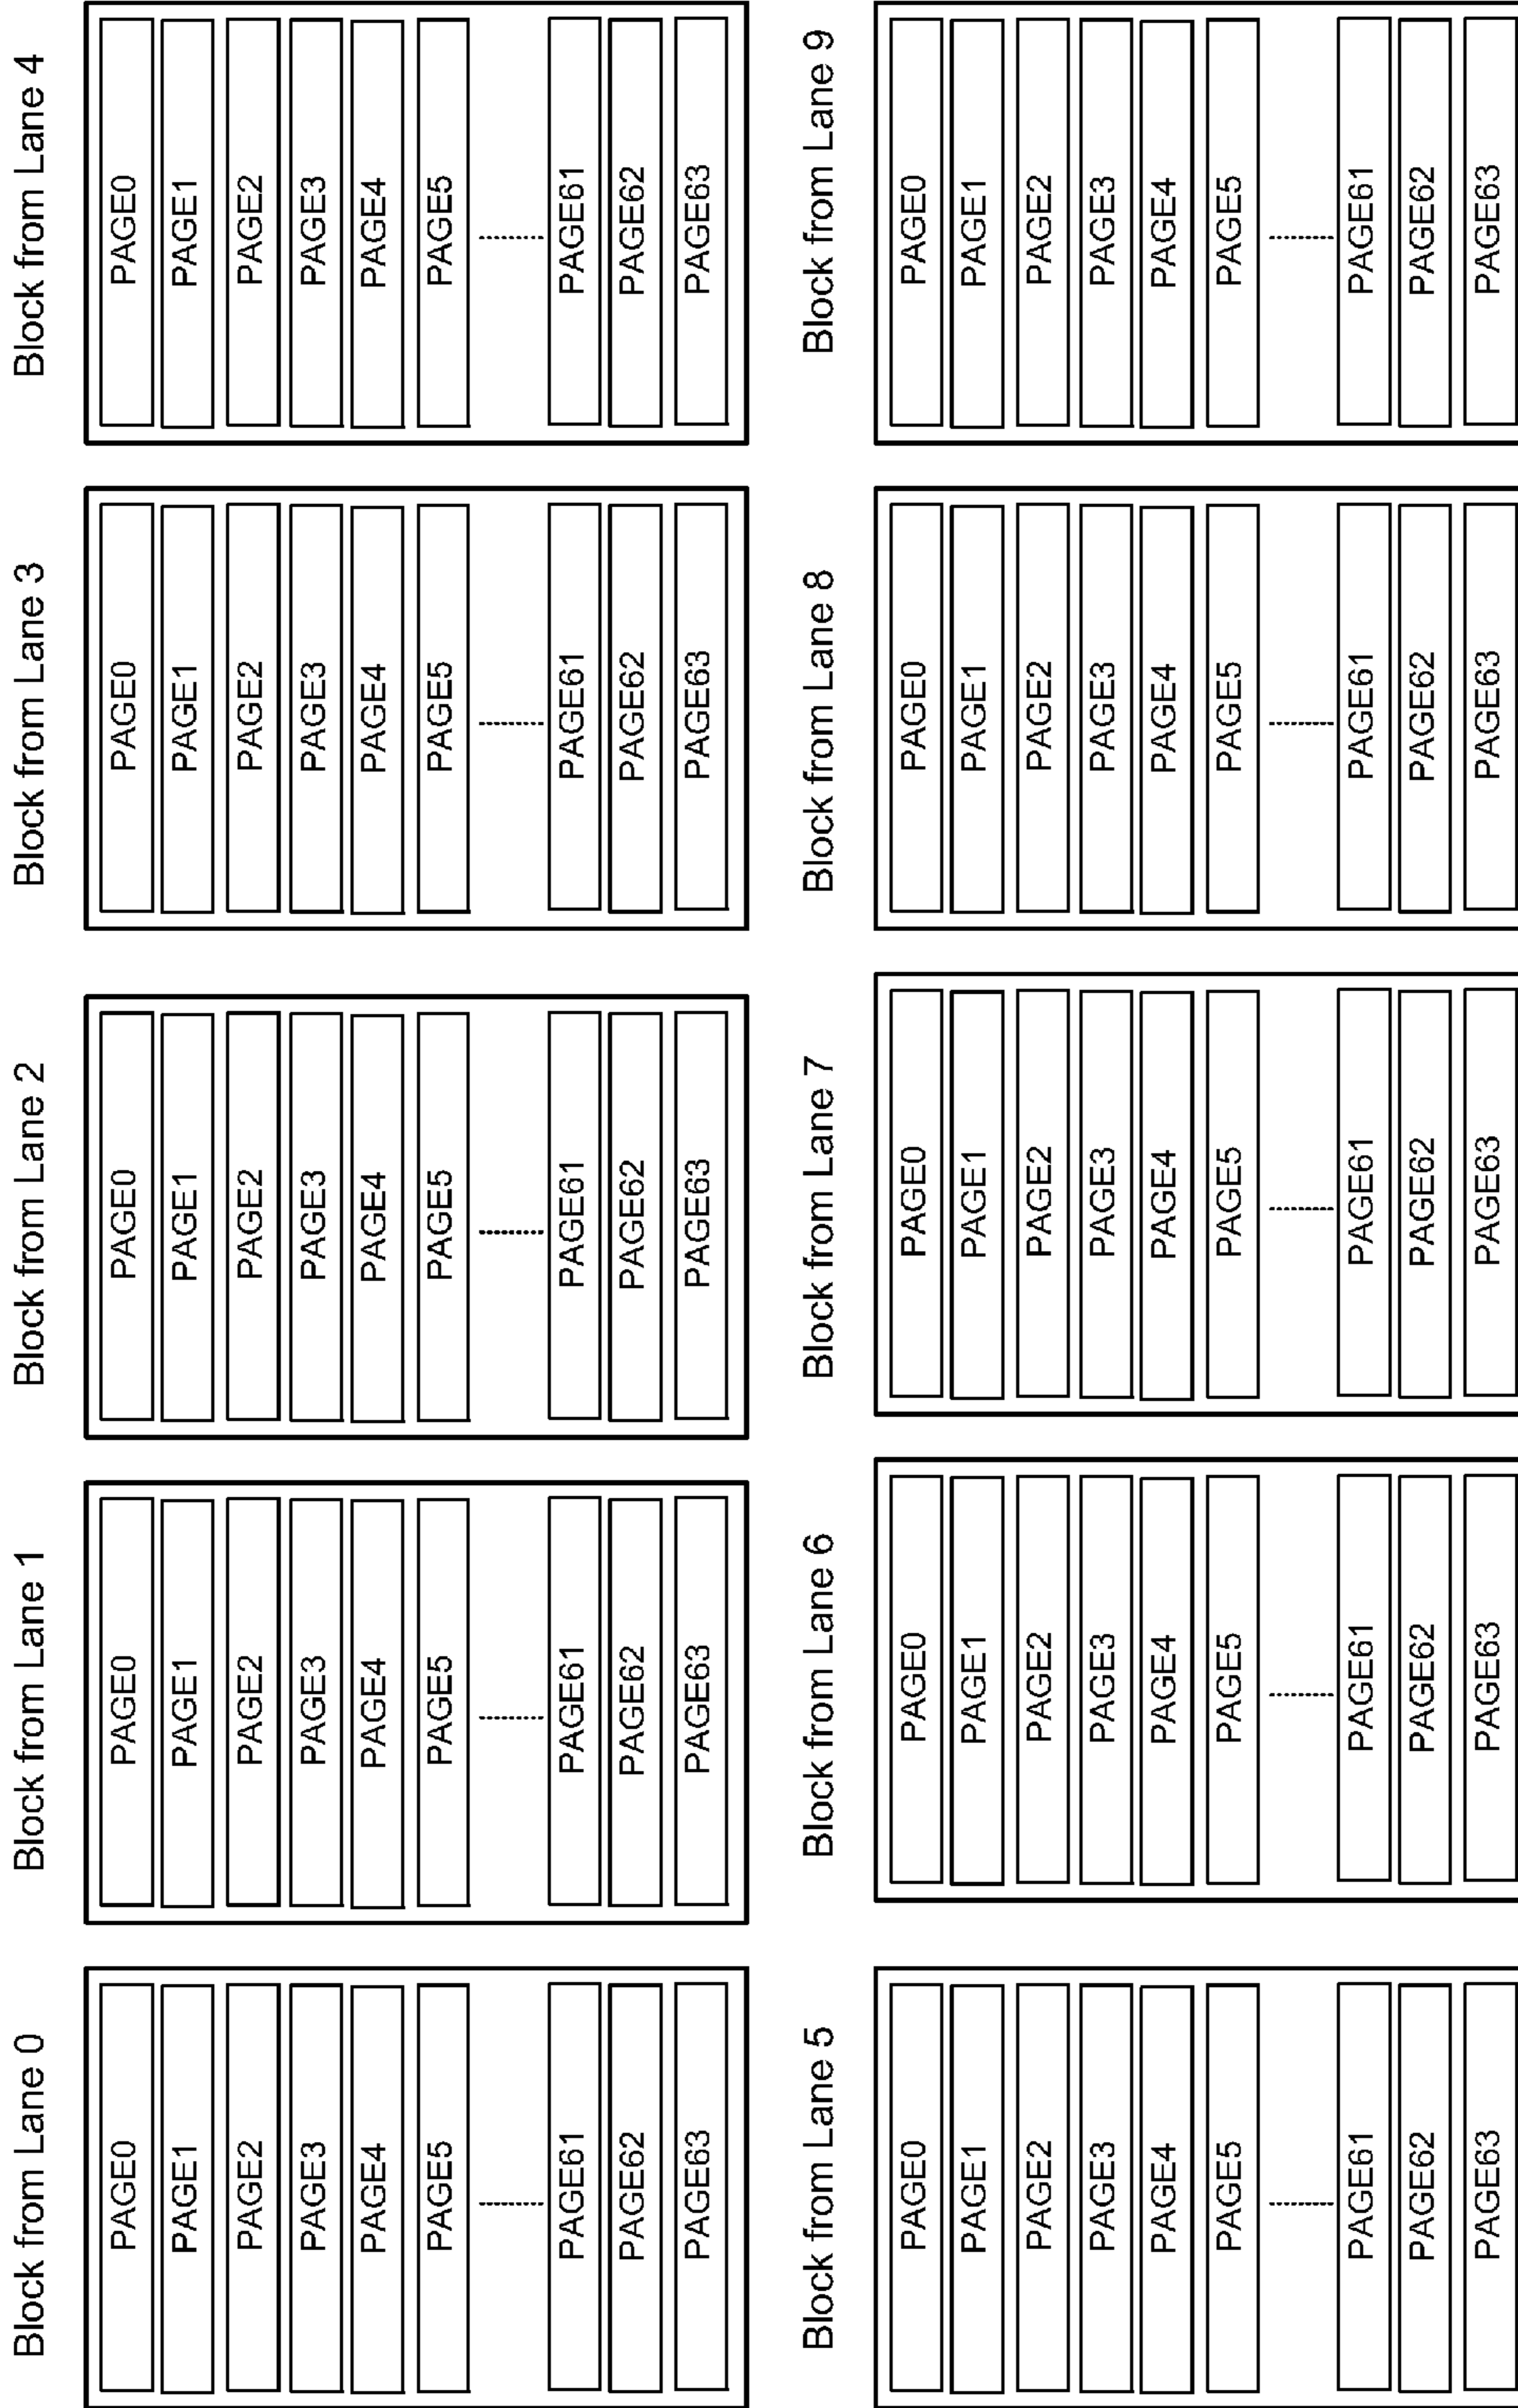 Block from Lane 0
PAGE0
PAGE1
PAGE2
PAGE3
PAGE4
PAGE5
PAGE61
PAGE62
PAGE63
Block from Lane 1
PAGE0
PAGE1
PAGE2
PAGE3
PAGE4
PAGE5
PAGE61
PAGE62
PAGE63
Block from Lane 2
PAGE0
PAGE1
PAGE2
PAGE3
PAGE4
PAGE5
PAGE61
PAGE62
PAGE63
Block from Lane 3
PAGE0
PAGE1
PAGE2
PAGE3
PAGE4
PAGE5
PAGE61
PAGE62
PAGE63
Block from Lane 4
PAGE0
PAGE1
PAGE2
PAGE3
PAGE4
PAGE5
PAGE61
PAGE62
PAGE63
Block from Lane 5
PAGE0
PAGE1
PAGE2
PAGE3
PAGE4
PAGE5
PAGE61
PAGE62
PAGE63
Block from Lane 6
PAGE0
PAGE1
PAGE2
PAGE3
PAGE4
PAGE5
PAGE61
PAGE62
PAGE63
Block from Lane 7
PAGE0
PAGE1
PAGE2
PAGE3
PAGE4
PAGE5
PAGE61
PAGE62
PAGE63
Block from Lane 8
PAGE0
PAGE1
PAGE2
PAGE3
PAGE4
PAGE5
PAGE61
PAGE62
PAGE63
Block from Lane 9
PAGE0
PAGE1
PAGE2
PAGE3
PAGE4
PAGE5
PAGE61
PAGE62
PAGE63